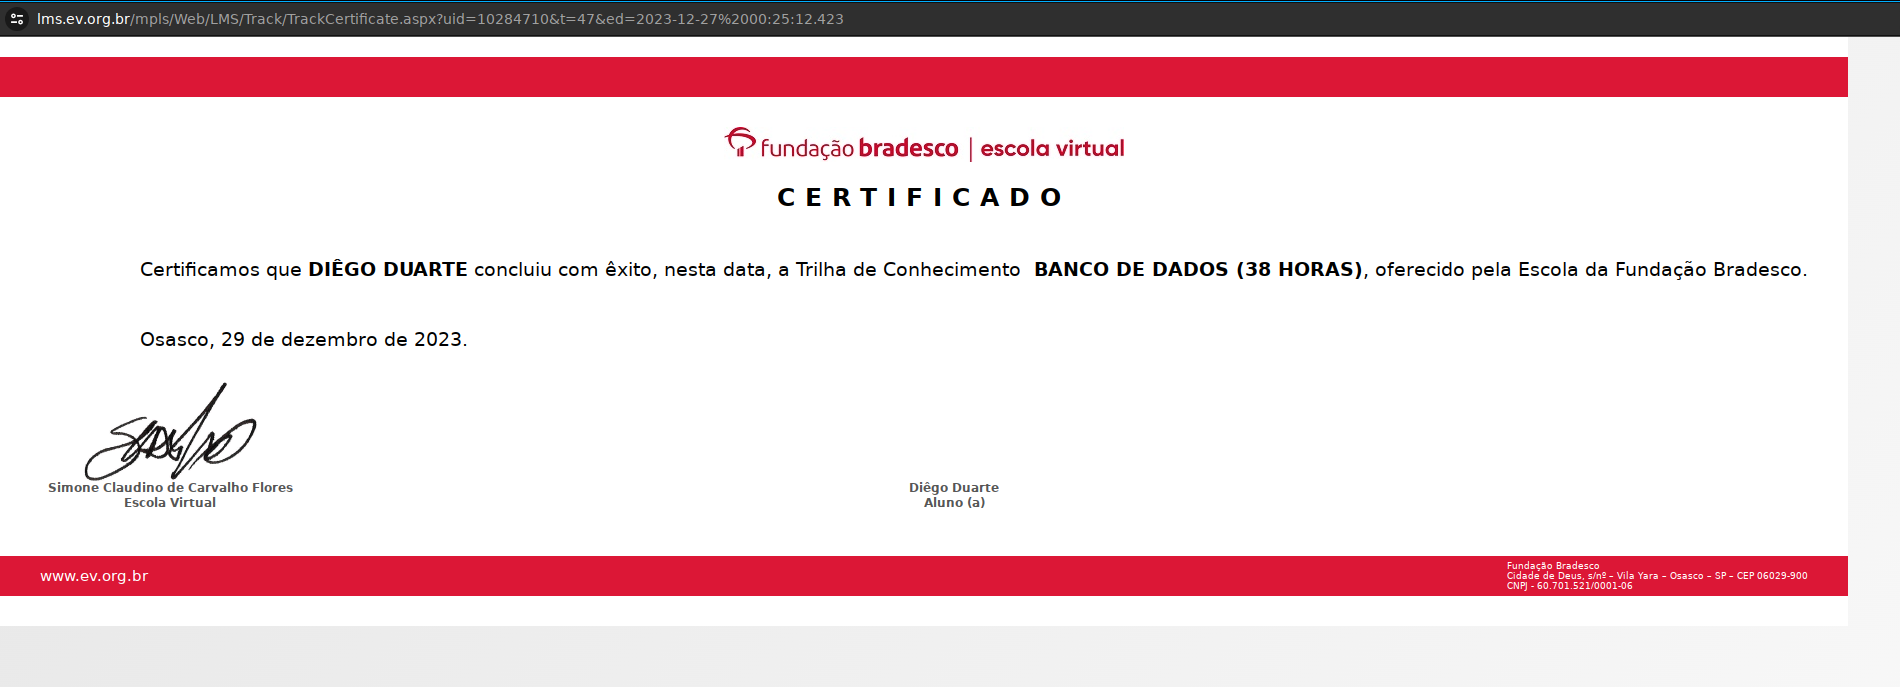 lms.ev.org.br/mpls/Web/LMS/Track/TrackCertificate.aspx?uid=10284710&t=47&ed=2023-12-27%2000:25:12.423
fundação bradesco | escola virtual
CERTIFICADO
Certificamos que DIÊGO DUARTE concluiu com êxito, nesta data, a Trilha de Conhecimento BANCO DE DADOS (38 HORAS), oferecido pela Escola da Fundação Bradesco.
Osasco, 29 de dezembro de 2023.
Simone Claudino de Carvalho Flores
Escola Virtual
Diêgo Duarte
Aluno (a)
www.ev.org.br
Fundação Bradesco
Cidade de Deus, s/nº – Vila Yara – Osasco – SP – CEP 06029-900
CNPJ - 60.701.521/0001-06